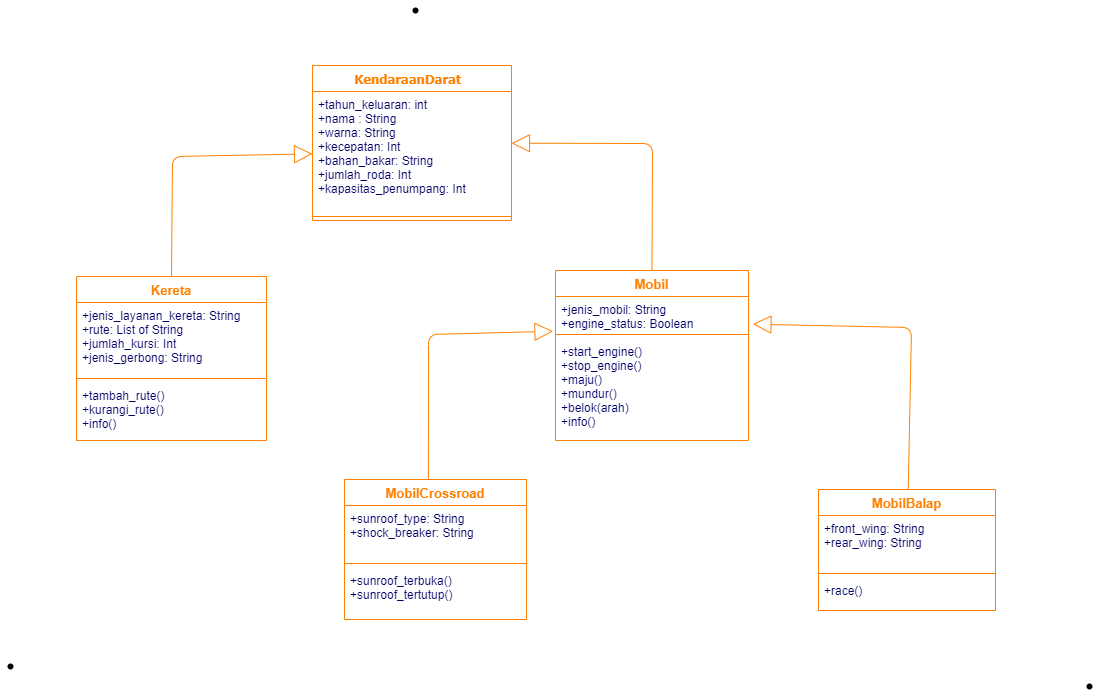 KendaraanDarat
+tahun_keluaran: int
+nama : String
+warna: String
+kecepatan: Int
+bahan_bakar: String
+jumlah_roda: Int
+kapasitas_penumpang: Int
Kereta
+jenis_layanan_kereta: String
+rute: List of String
+jumlah_kursi: Int
+jenis_gerbong: String
+tambah_rute()
+kurangi_rute()
+info()
Mobil
+jenis_mobil: String
+engine_status: Boolean
+start_engine()
+stop_engine()
+maju()
+mundur()
+belok(arah)
+info()
MobilCrossroad
+sunroof_type: String
+shock_breaker: String
+sunroof_terbuka()
+sunroof_tertutup()
MobilBalap
+front_wing: String
+rear_wing: String
+race()